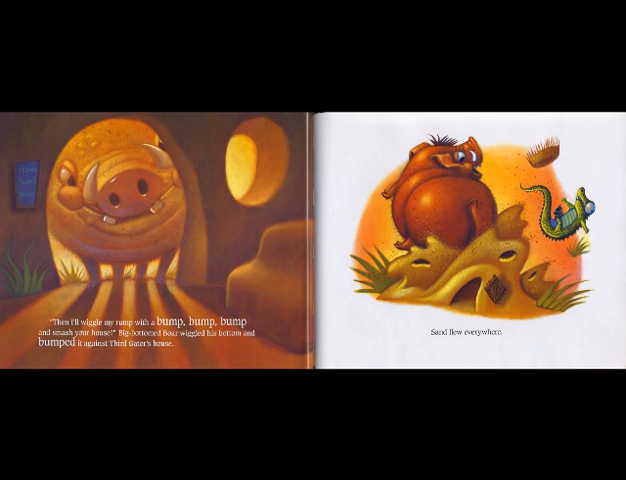 "Then I'll wiggle my rump with a bump, bump, bump
and smash your house!" Big-bottomed Boar wiggled his bottom and
bumped it against Third Gator's house.
Sand flew everywhere.